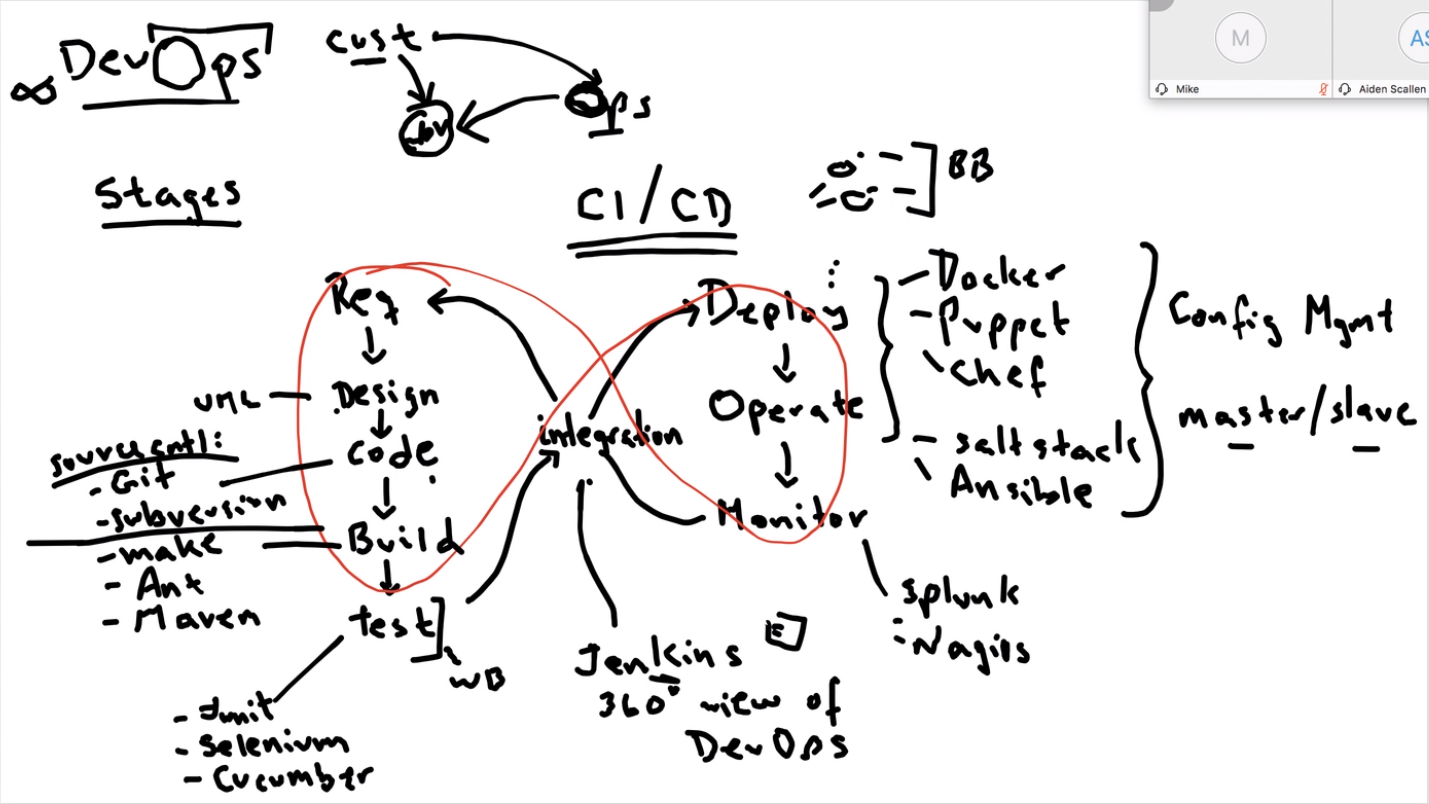 ∞ DevOps
cust
Ops
dev
M
AS
Mike
Aiden Scallen
Stages
CI/CD
BB
Req
Design
UML
code
source cntl:
- Git
- subversion
Build
- make
- Ant
- Maven
test
WB
- Junit
- Selenium
- Cucumber
integration
Jenkins
360° view of
DevOps
Deploy
Operate
Monitor
- Docker
- Puppet
- Chef
- saltstack
- Ansible
Config Mgmt
master/slave
- Splunk
- Nagios